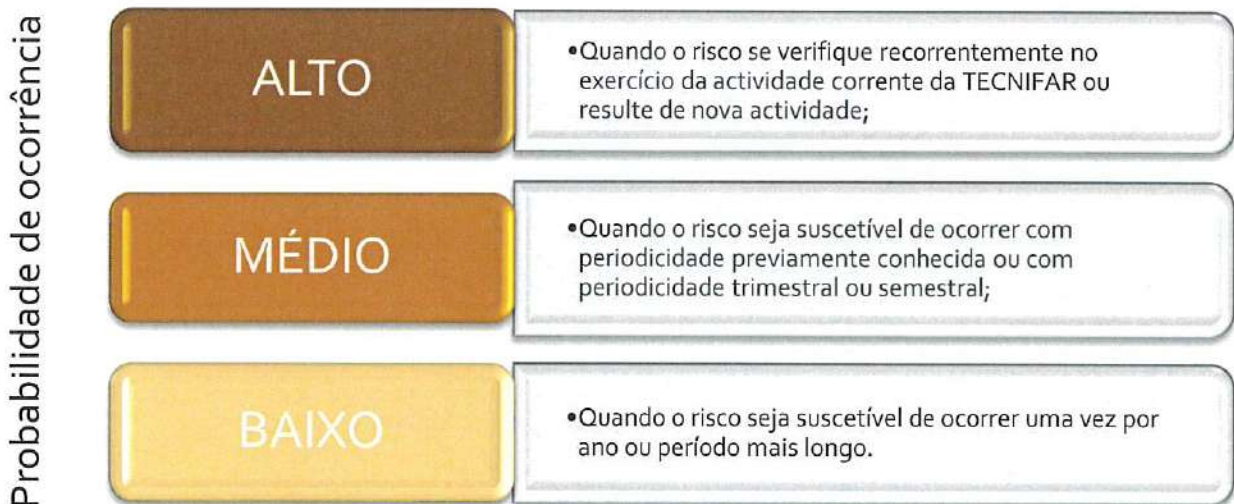 Probabilidade de ocorrência
ALTO
•Quando o risco se verifique recorrentemente no
exercício da actividade corrente da TECNIFAR ou
resulte de nova actividade;
MÉDIO
•Quando o risco seja suscetível de ocorrer com
periodicidade previamente conhecida ou com
periodicidade trimestral ou semestral;
BAIXO
•Quando o risco seja suscetível de ocorrer uma vez por
ano ou período mais longo.